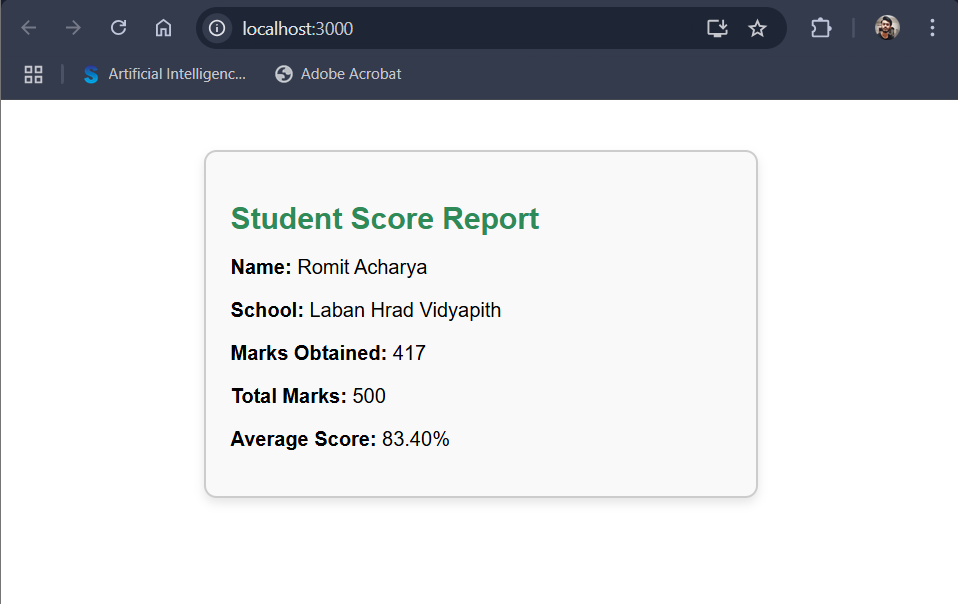 localhost:3000
Artificial Intelligenc... Adobe Acrobat
Student Score Report
Name: Romit Acharya
School: Laban Hrad Vidyapith
Marks Obtained: 417
Total Marks: 500
Average Score: 83.40%